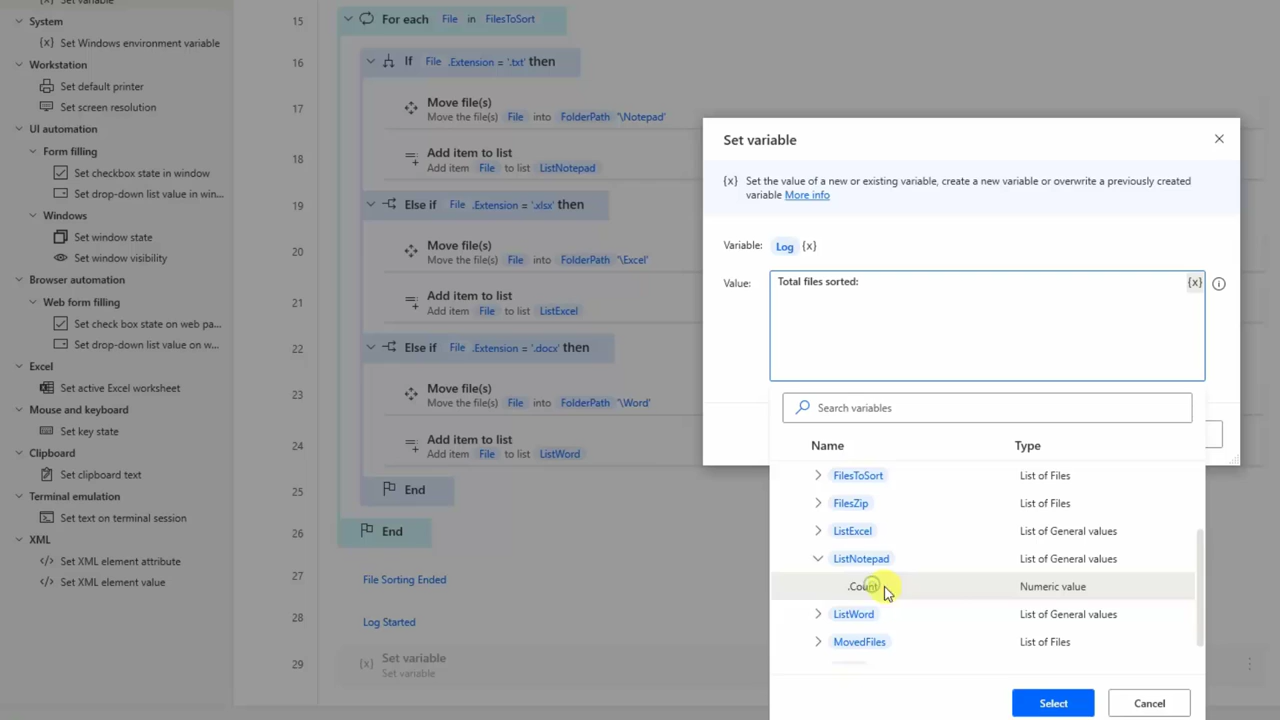 Set variable
System
{x} Set Windows environment variable
Workstation
Set default printer
Set screen resolution
UI automation
Form filling
Set checkbox state in window
Set drop-down list value in win...
Windows
Set window state
Set window visibility
Browser automation
Web form filling
Set check box state on web pa...
Set drop-down list value on w...
Excel
Set active Excel worksheet
Mouse and keyboard
Set key state
Clipboard
Set clipboard text
Terminal emulation
Set text on terminal session
XML
Set XML element attribute
Set XML element value
15 For each File in FilesToSort
16 If File .Extension = '.txt' then
17 Move file(s)
Move the file(s) File into FolderPath '\Notepad'
18 Add item to list
Add item File to list ListNotepad
19 Else if File .Extension = '.xlsx' then
20 Move file(s)
Move the file(s) File into FolderPath '\Excel'
21 Add item to list
Add item File to list ListExcel
22 Else if File .Extension = '.docx' then
23 Move file(s)
Move the file(s) File into FolderPath '\Word'
24 Add item to list
Add item File to list ListWord
25 End
26 End
27 File Sorting Ended
28 Log Started
29 {x} Set variable
Set variable
Set variable
{x} Set the value of a new or existing variable, create a new variable or overwrite a previously created
variable More info
Variable: Log {x}
Value: Total files sorted: {x}
Search variables
Name Type
FilesToSort List of Files
FilesZip List of Files
ListExcel List of General values
ListNotepad List of General values
.Count Numeric value
ListWord List of General values
MovedFiles List of Files
Select Cancel